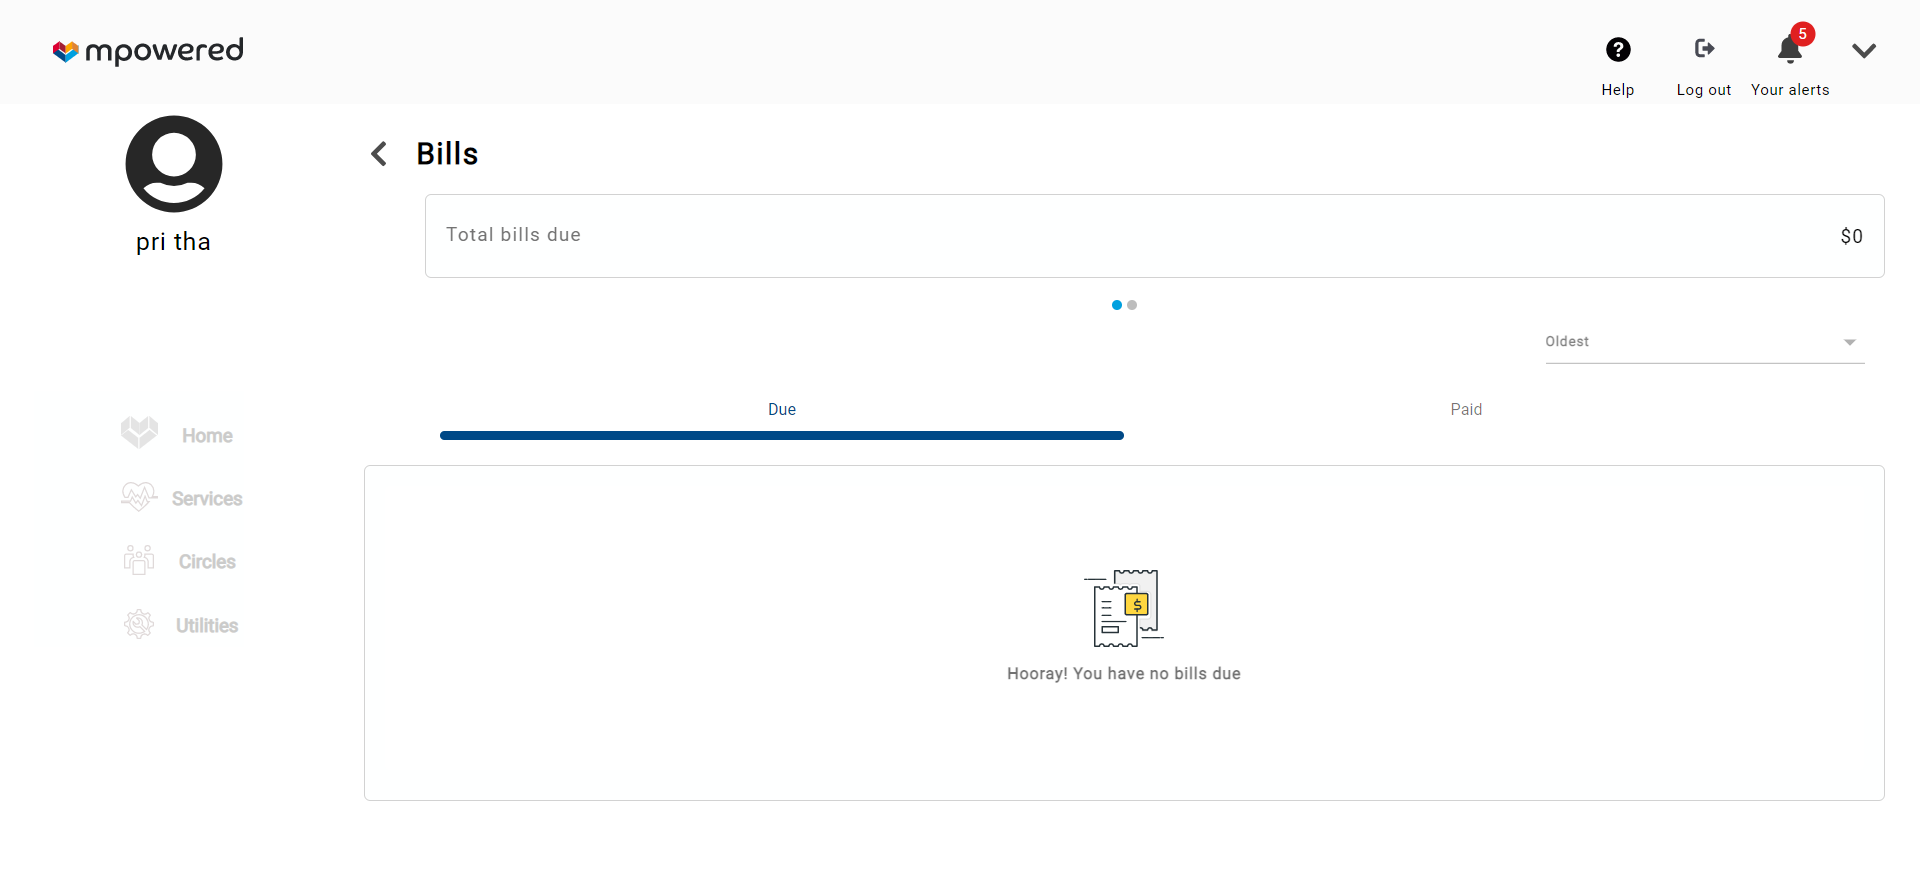 mpowered
5
Help
Log out
Your alerts
pri tha
Bills
Total bills due
$0
Oldest
Due
Paid
Home
Services
Circles
Utilities
$
Hooray! You have no bills due